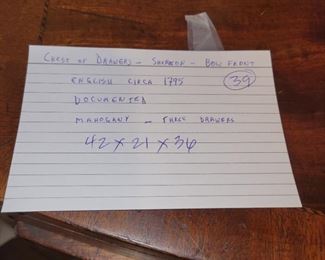 CHEST OF DRAWERS - SHERATON - BOW FRONT
ENGLISH CIRCA 1795 39
DOCUMENTED
MAHOGANY - THREE DRAWERS
42 x 21 x 36